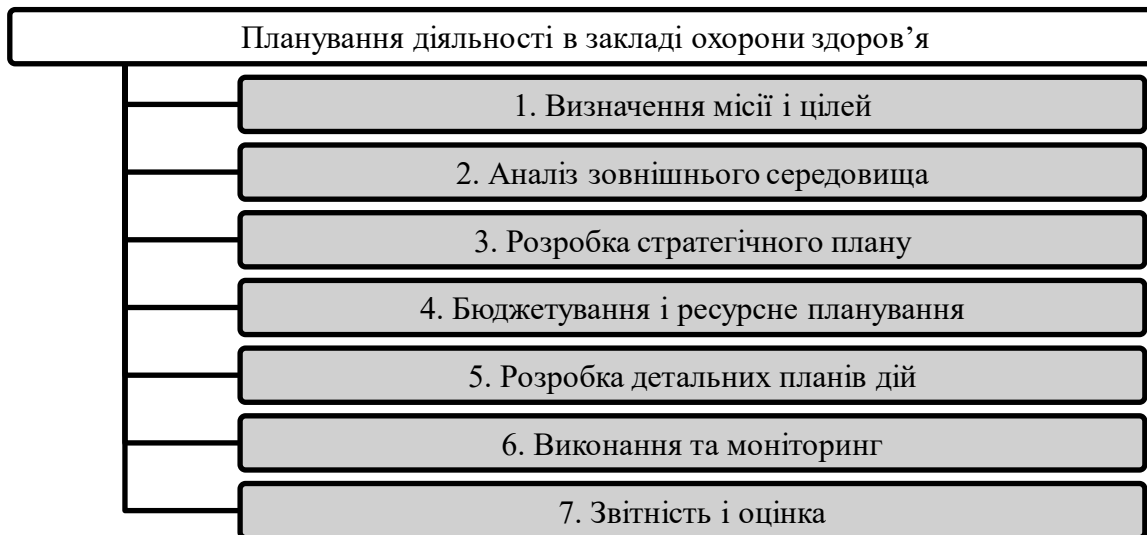 Планування діяльності в закладі охорони здоров’я
1. Визначення місії і цілей
2. Аналіз зовнішнього середовища
3. Розробка стратегічного плану
4. Бюджетування і ресурсне планування
5. Розробка детальних планів дій
6. Виконання та моніторинг
7. Звітність і оцінка